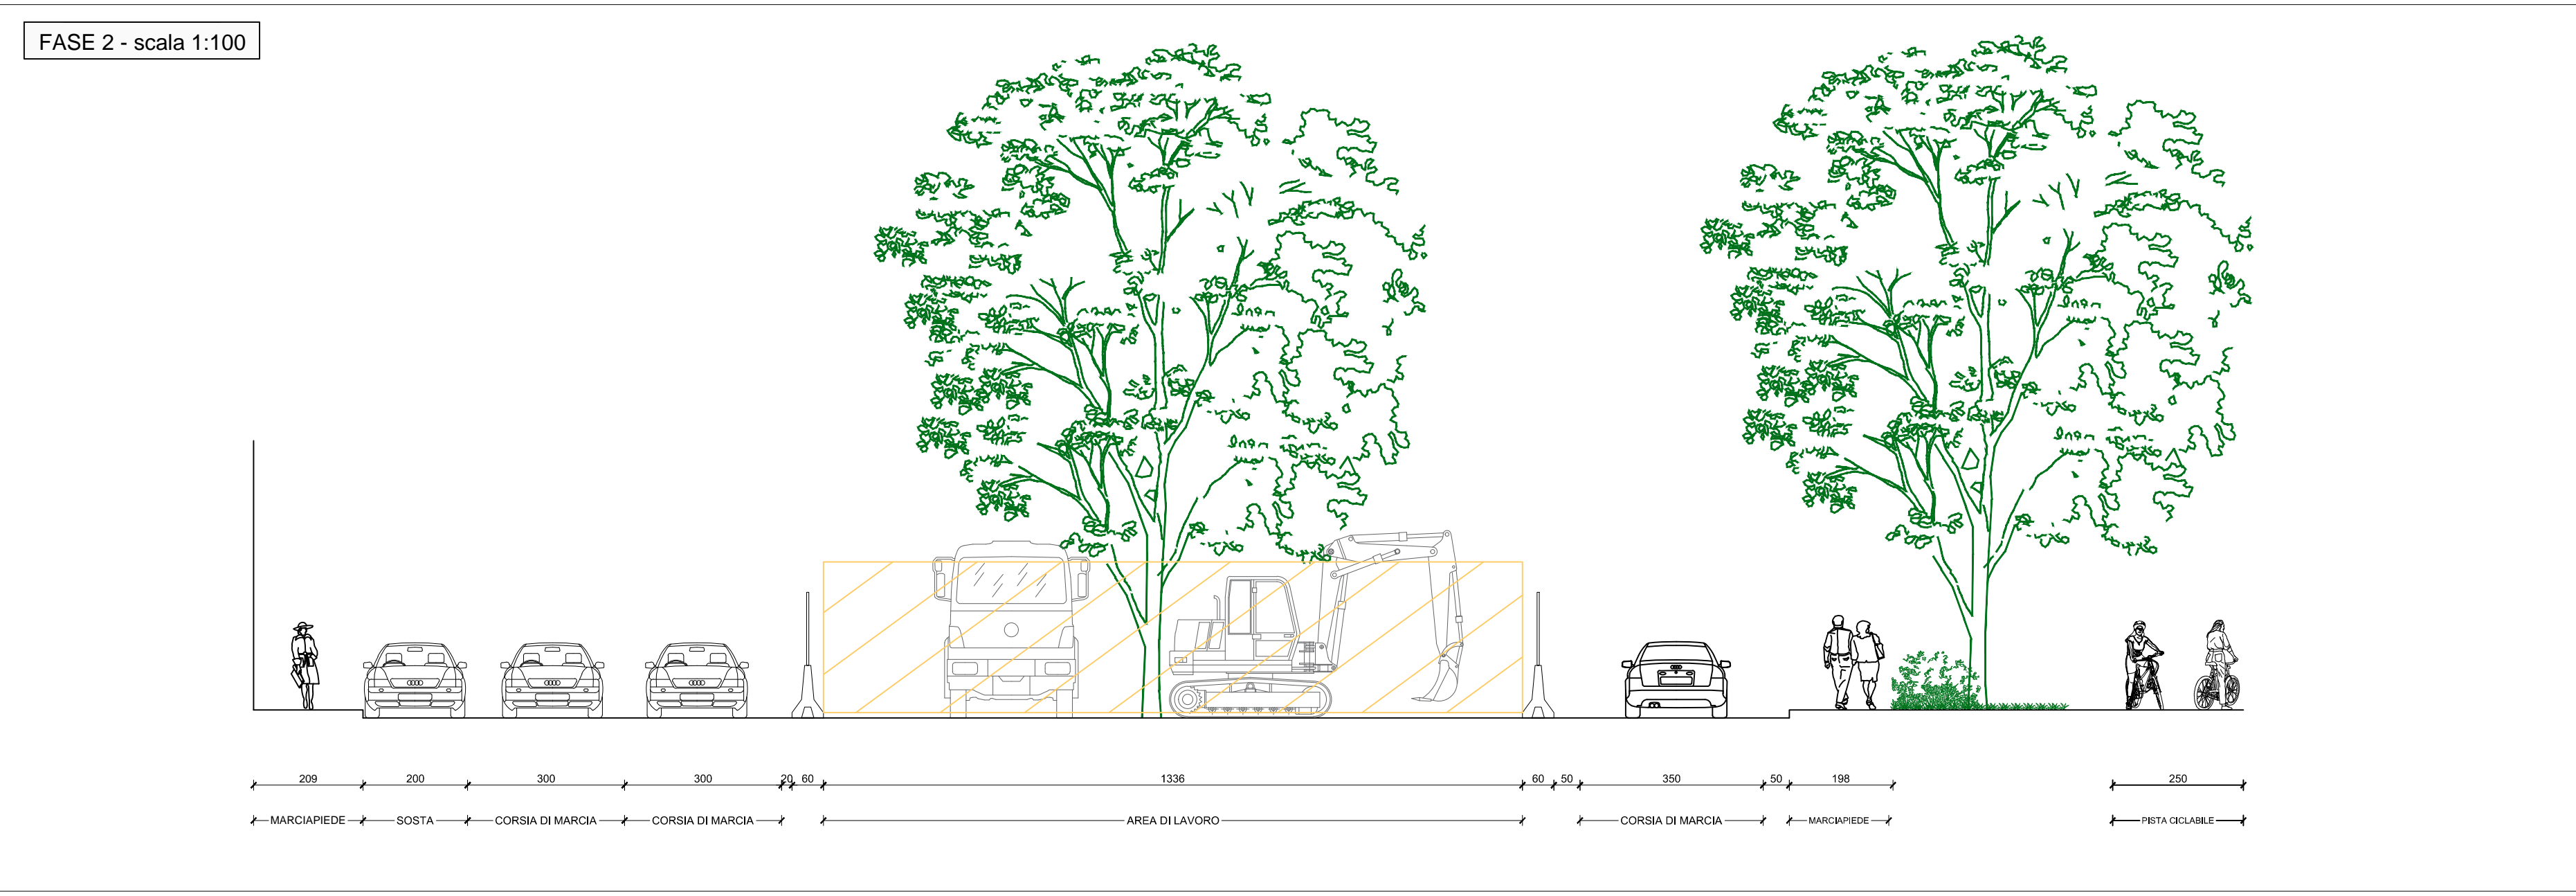 FASE 2 - scala 1:100
209 200 300 300 20 60 1336 60 50 350 50 198 250
MARCIAPIEDE SOSTA CORSIA DI MARCIA CORSIA DI MARCIA AREA DI LAVORO CORSIA DI MARCIA MARCIAPIEDE PISTA CICLABILE